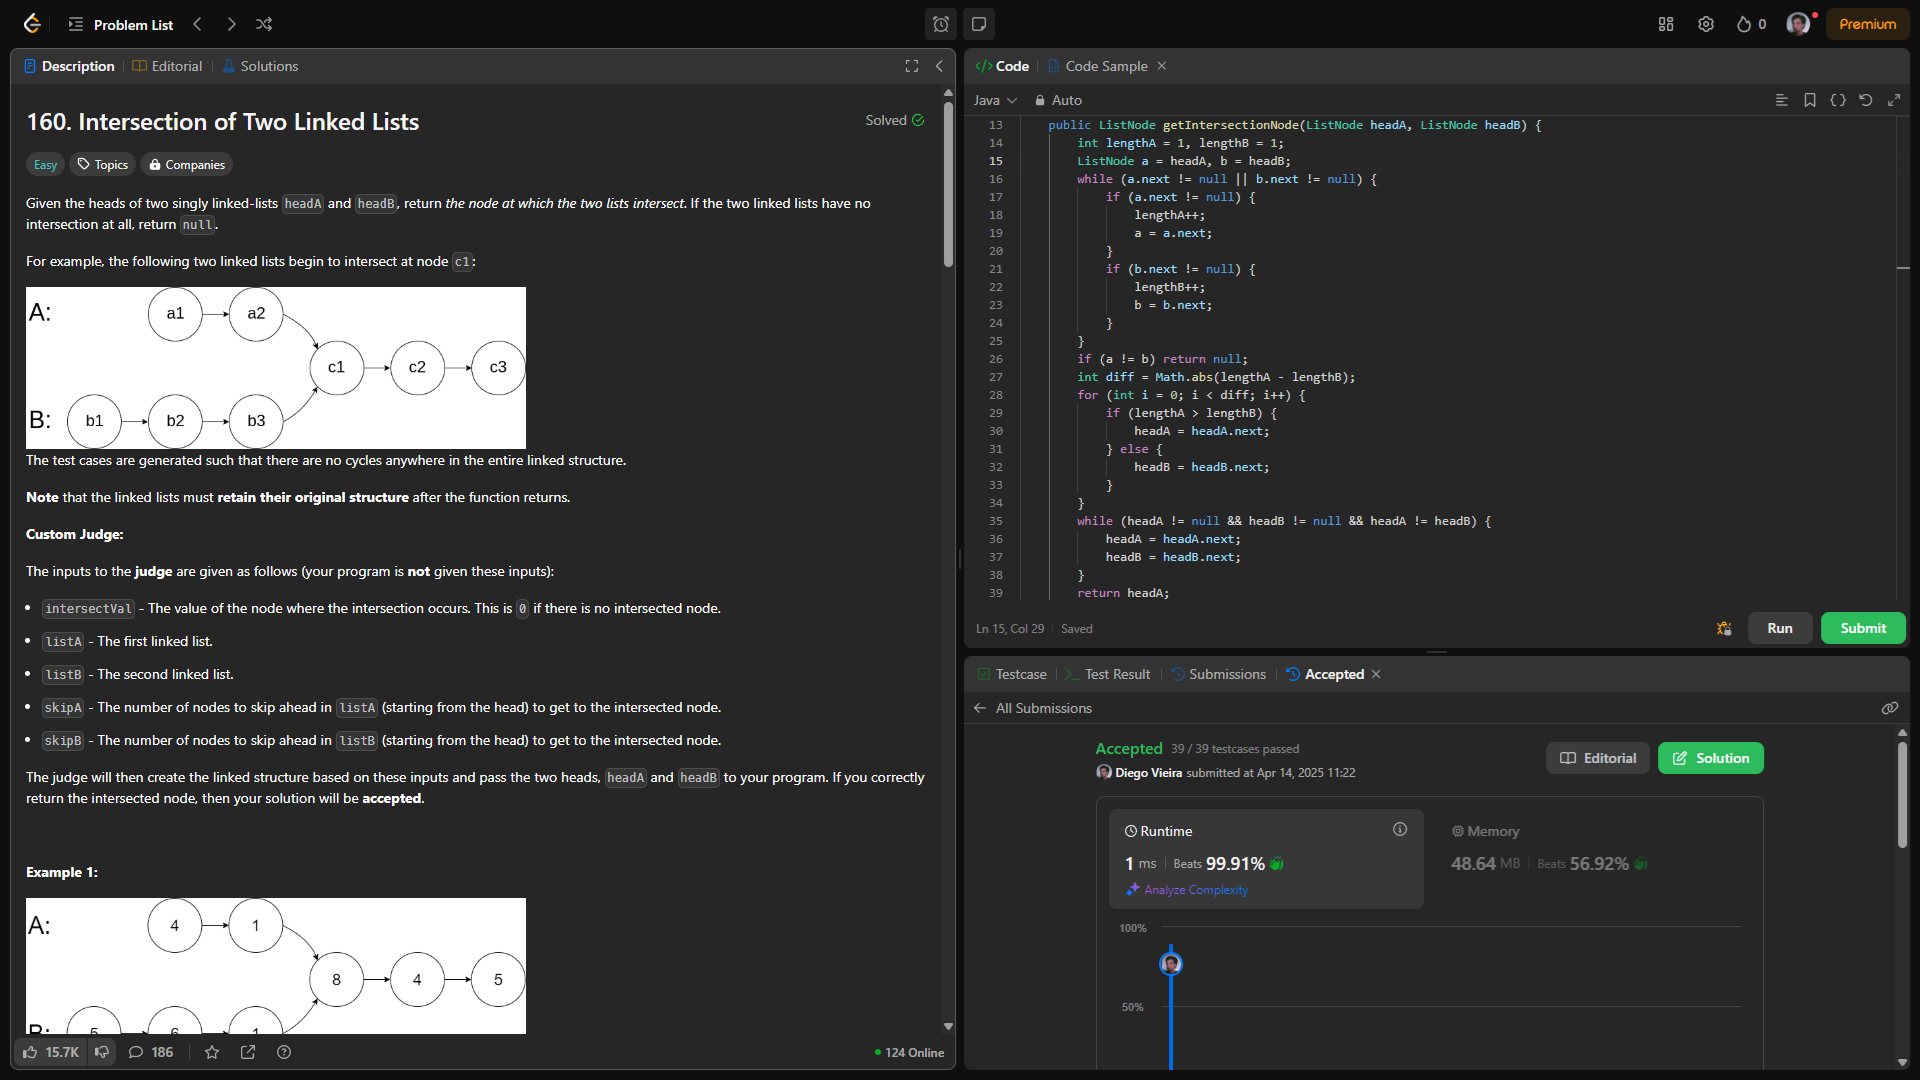 Problem List
0
Premium
Description
Editorial
Solutions
160. Intersection of Two Linked Lists
Solved
Easy
Topics
Companies
Given the heads of two singly linked-lists headA and headB, return the node at which the two lists intersect. If the two linked lists have no
intersection at all, return null.
For example, the following two linked lists begin to intersect at node c1:
A: a1 a2
c1 c2 c3
B: b1 b2 b3
The test cases are generated such that there are no cycles anywhere in the entire linked structure.
Note that the linked lists must retain their original structure after the function returns.
Custom Judge:
The inputs to the judge are given as follows (your program is not given these inputs):
• intersectVal - The value of the node where the intersection occurs. This is 0 if there is no intersected node.
• listA - The first linked list.
• listB - The second linked list.
• skipA - The number of nodes to skip ahead in listA (starting from the head) to get to the intersected node.
• skipB - The number of nodes to skip ahead in listB (starting from the head) to get to the intersected node.
The judge will then create the linked structure based on these inputs and pass the two heads, headA and headB to your program. If you correctly
return the intersected node, then your solution will be accepted.
Example 1:
A: 4 1
8 4 5
B: 5 6 1
15.7K
186
124 Online
Code
Code Sample
Java
Auto
13 public ListNode getIntersectionNode(ListNode headA, ListNode headB) {
14 int lengthA = 1, lengthB = 1;
15 ListNode a = headA, b = headB;
16 while (a.next != null || b.next != null) {
17 if (a.next != null) {
18 lengthA++;
19 a = a.next;
20 }
21 if (b.next != null) {
22 lengthB++;
23 b = b.next;
24 }
25 }
26 if (a != b) return null;
27 int diff = Math.abs(lengthA - lengthB);
28 for (int i = 0; i < diff; i++) {
29 if (lengthA > lengthB) {
30 headA = headA.next;
31 } else {
32 headB = headB.next;
33 }
34 }
35 while (headA != null && headB != null && headA != headB) {
36 headA = headA.next;
37 headB = headB.next;
38 }
39 return headA;
Ln 15, Col 29
Saved
Run
Submit
Testcase
Test Result
Submissions
Accepted
All Submissions
Accepted 39 / 39 testcases passed
Diego Vieira submitted at Apr 14, 2025 11:22
Editorial
Solution
Runtime
1 ms Beats 99.91%
Analyze Complexity
Memory
48.64 MB Beats 56.92%
100%
50%